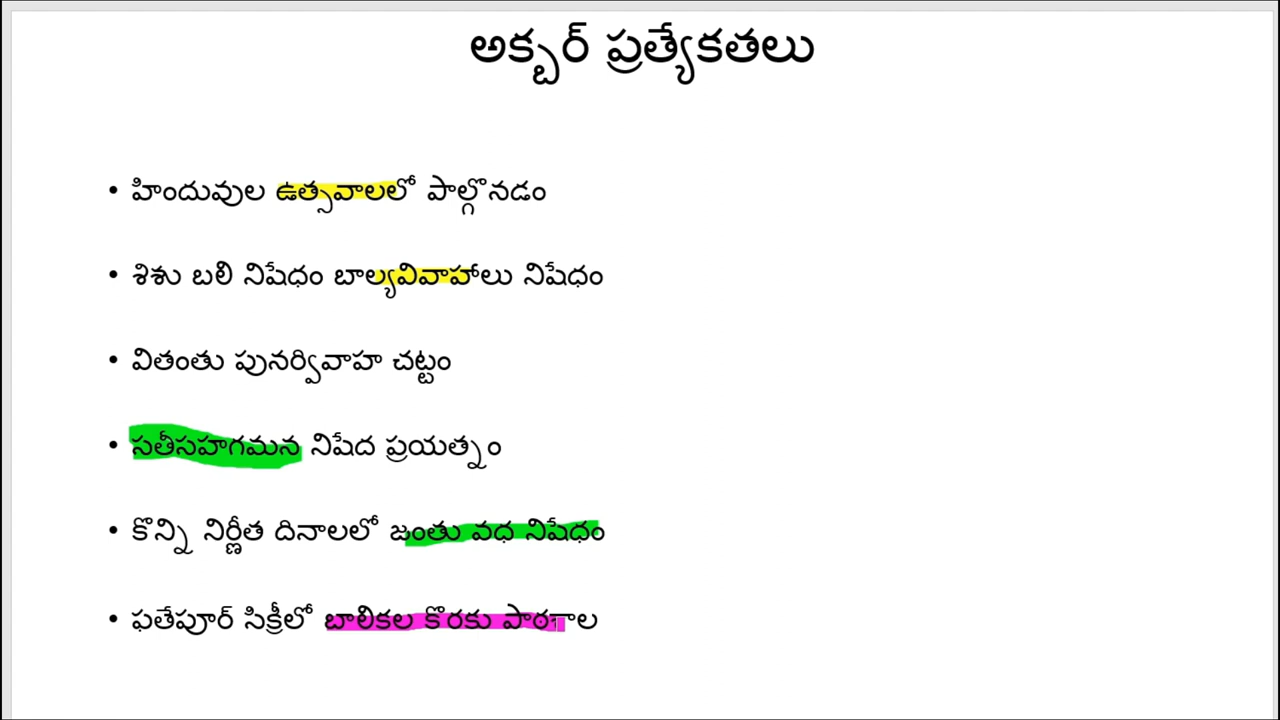 అక్బర్ ప్రత్యేకతలు
• హిందువుల ఉత్సవాలలో పాల్గొనడం
• శిశు బలి నిషేధం బాల్యవివాహాలు నిషేధం
• వితంతు పునర్వివాహ చట్టం
• సతీసహగమన నిషేద ప్రయత్నం
• కొన్ని నిర్ణీత దినాలలో జంతు వధ నిషేధం
• ఫతేపూర్ సిక్రీలో బాలికల కొరకు పాఠశాల